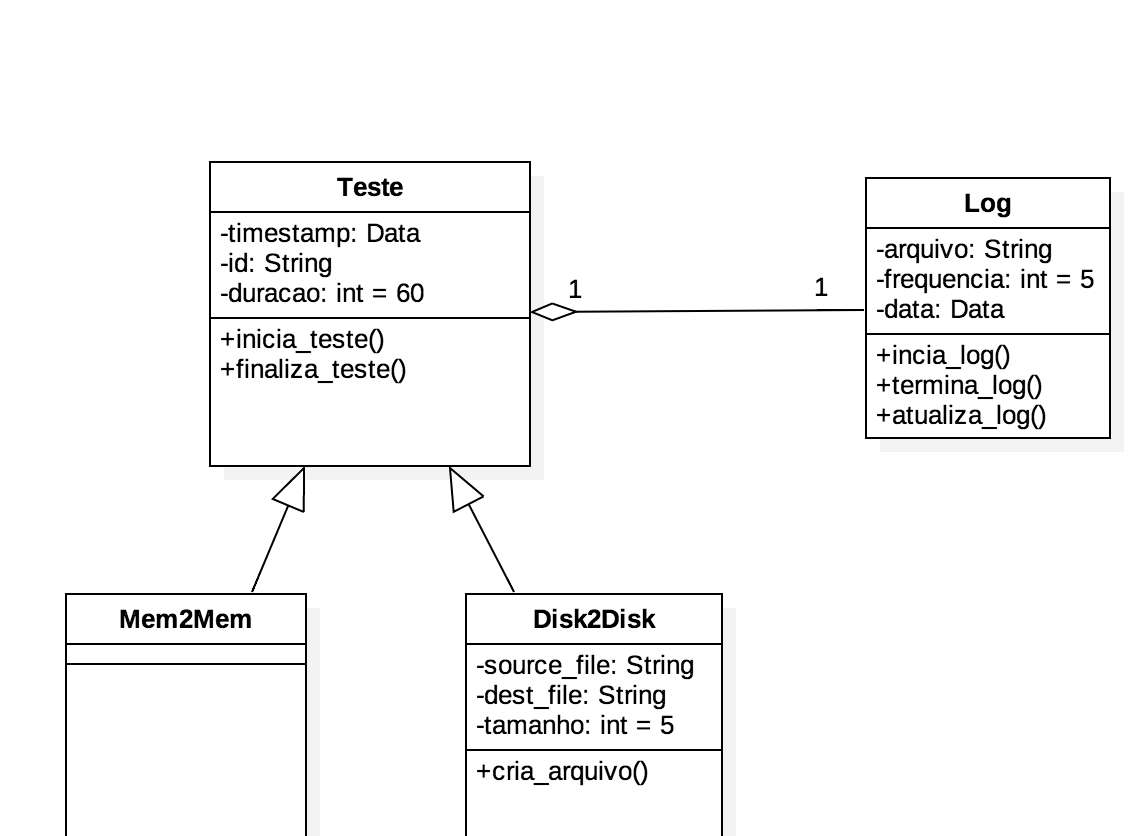 Teste
-timestamp: Data
-id: String
-duracao: int = 60
+inicia_teste()
+finaliza_teste()
1
1
Log
-arquivo: String
-frequencia: int = 5
-data: Data
+incia_log()
+termina_log()
+atualiza_log()
Mem2Mem
Disk2Disk
-source_file: String
-dest_file: String
-tamanho: int = 5
+cria_arquivo()